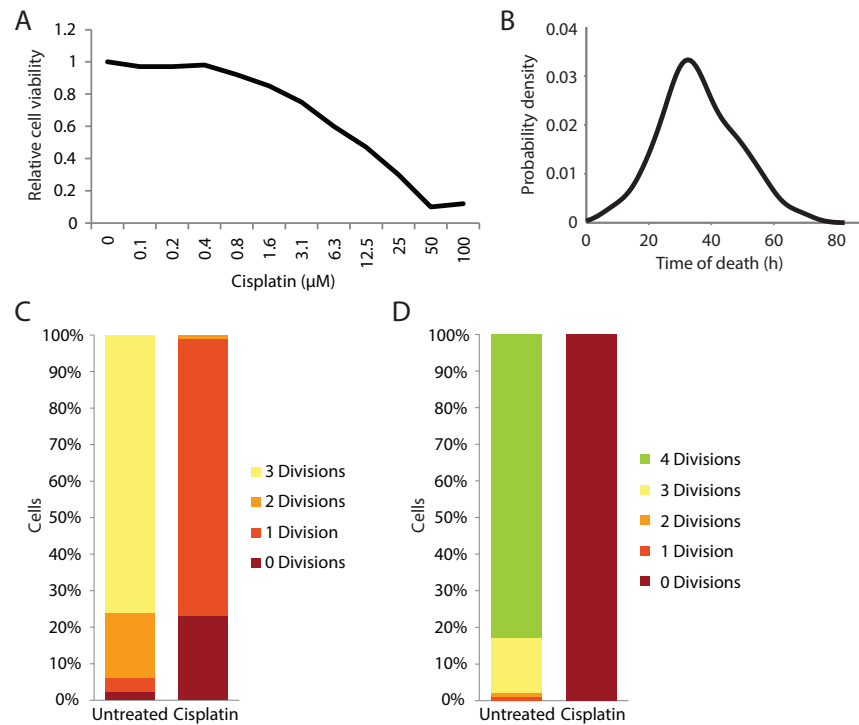 A
1.2
1
0.8
0.6
0.4
0.2
0
Relative cell viability
0 0.1 0.2 0.4 0.8 1.6 3.1 6.3 12.5 25 50 100
Cisplatin (µM)
B
0.04
0.03
0.02
0.01
0
Probability density
0 20 40 60 80
Time of death (h)
C
100%
90%
80%
70%
60%
50%
40%
30%
20%
10%
0%
Cells
Untreated Cisplatin
3 Divisions
2 Divisions
1 Division
0 Divisions
D
100%
90%
80%
70%
60%
50%
40%
30%
20%
10%
0%
Cells
Untreated Cisplatin
4 Divisions
3 Divisions
2 Divisions
1 Division
0 Divisions